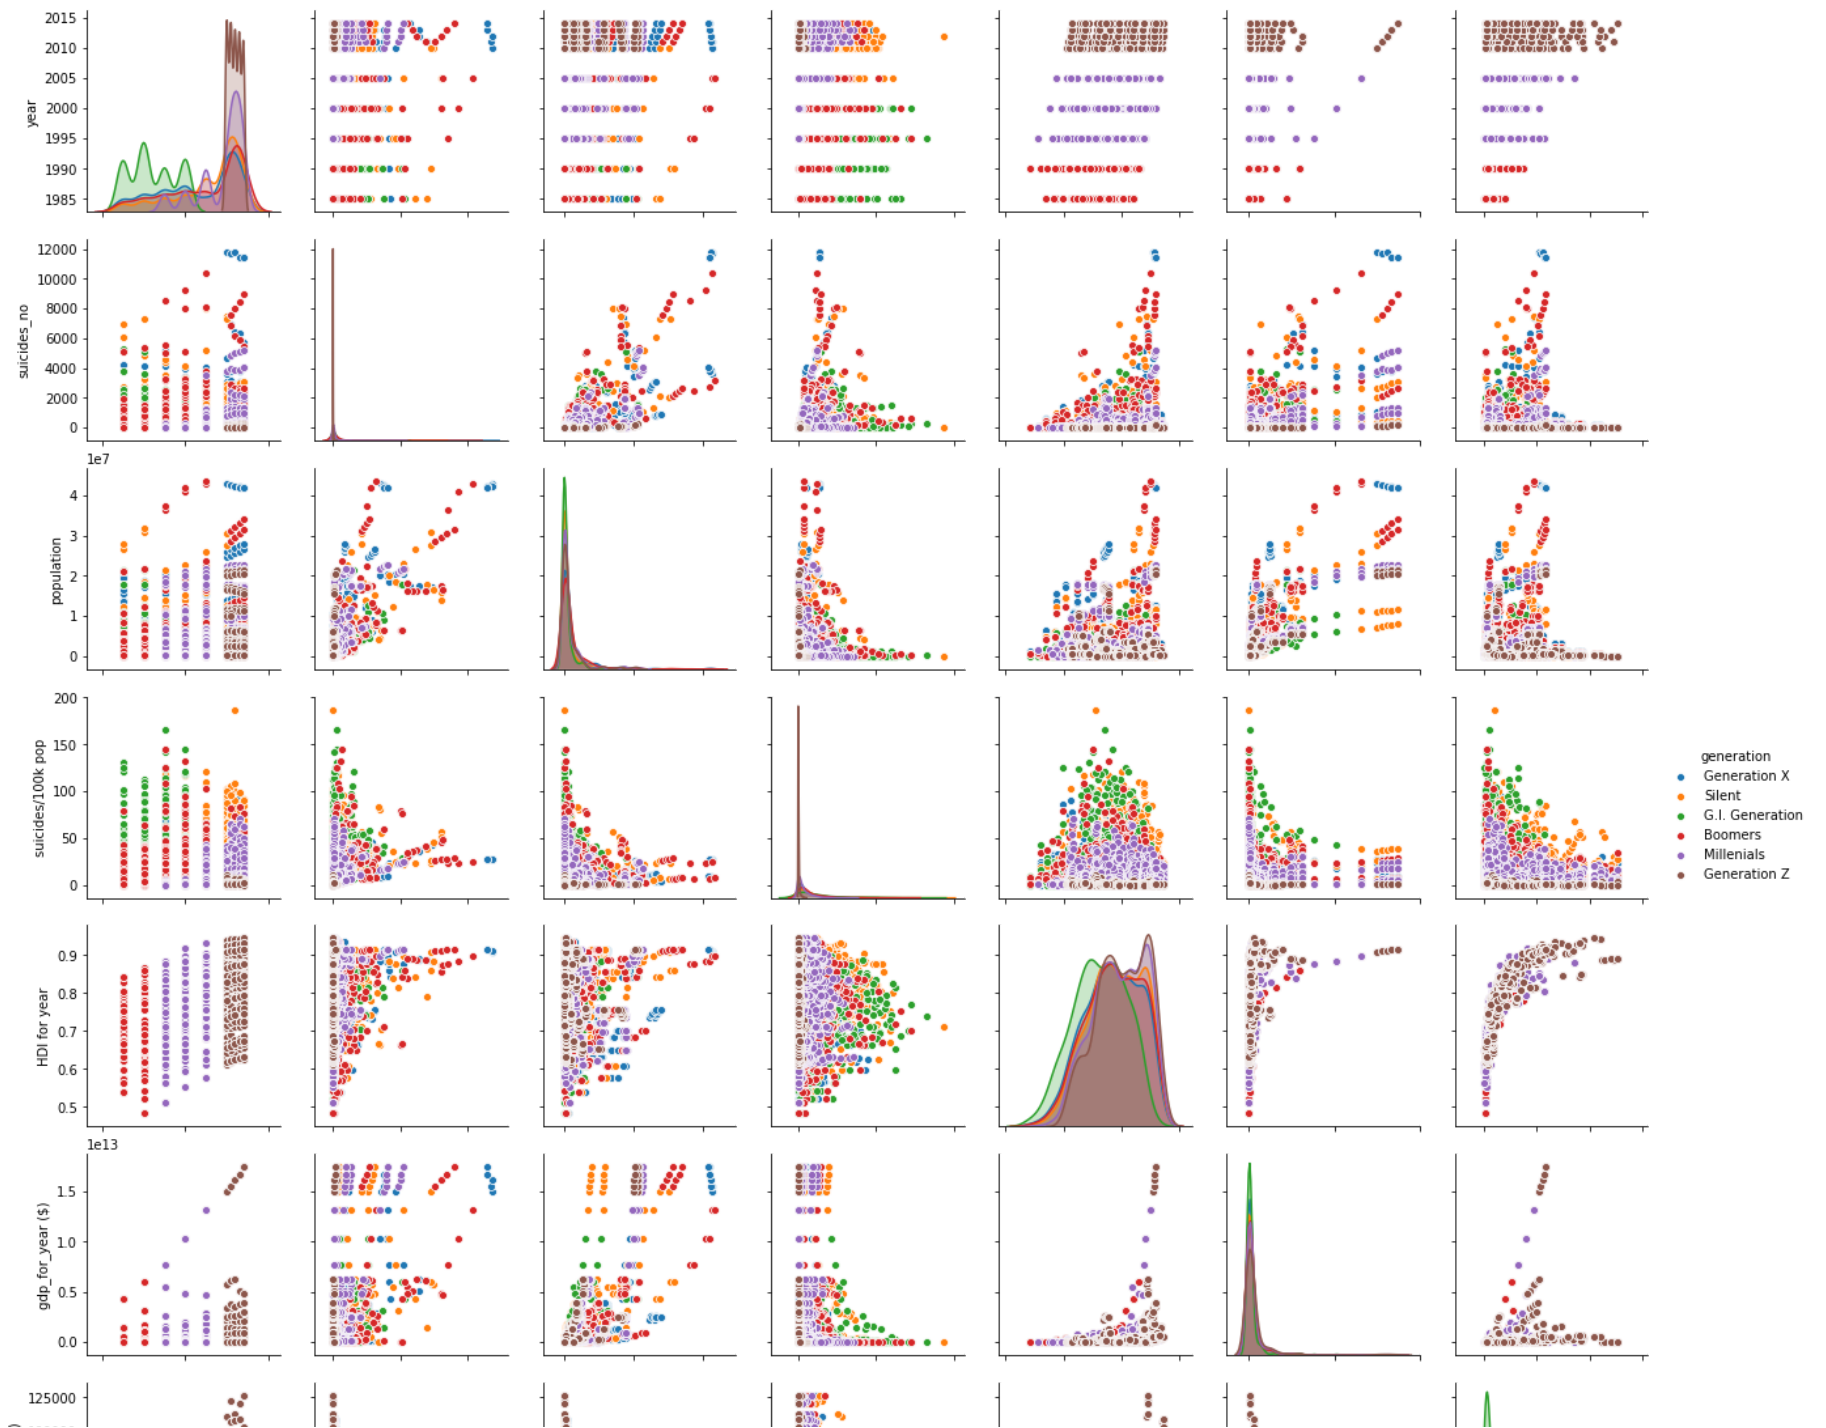 2015
2010
2005
2000
1995
1990
1985
year
12000
10000
8000
6000
4000
2000
0
suicides_no
1e7
4
3
2
1
0
population
200
150
100
50
0
suicides/100k pop
generation
Generation X
Silent
G.I. Generation
Boomers
Millenials
Generation Z
0.9
0.8
0.7
0.6
0.5
HDI for year
1e13
1.5
1.0
0.5
0.0
gdp_for_year ($)
125000